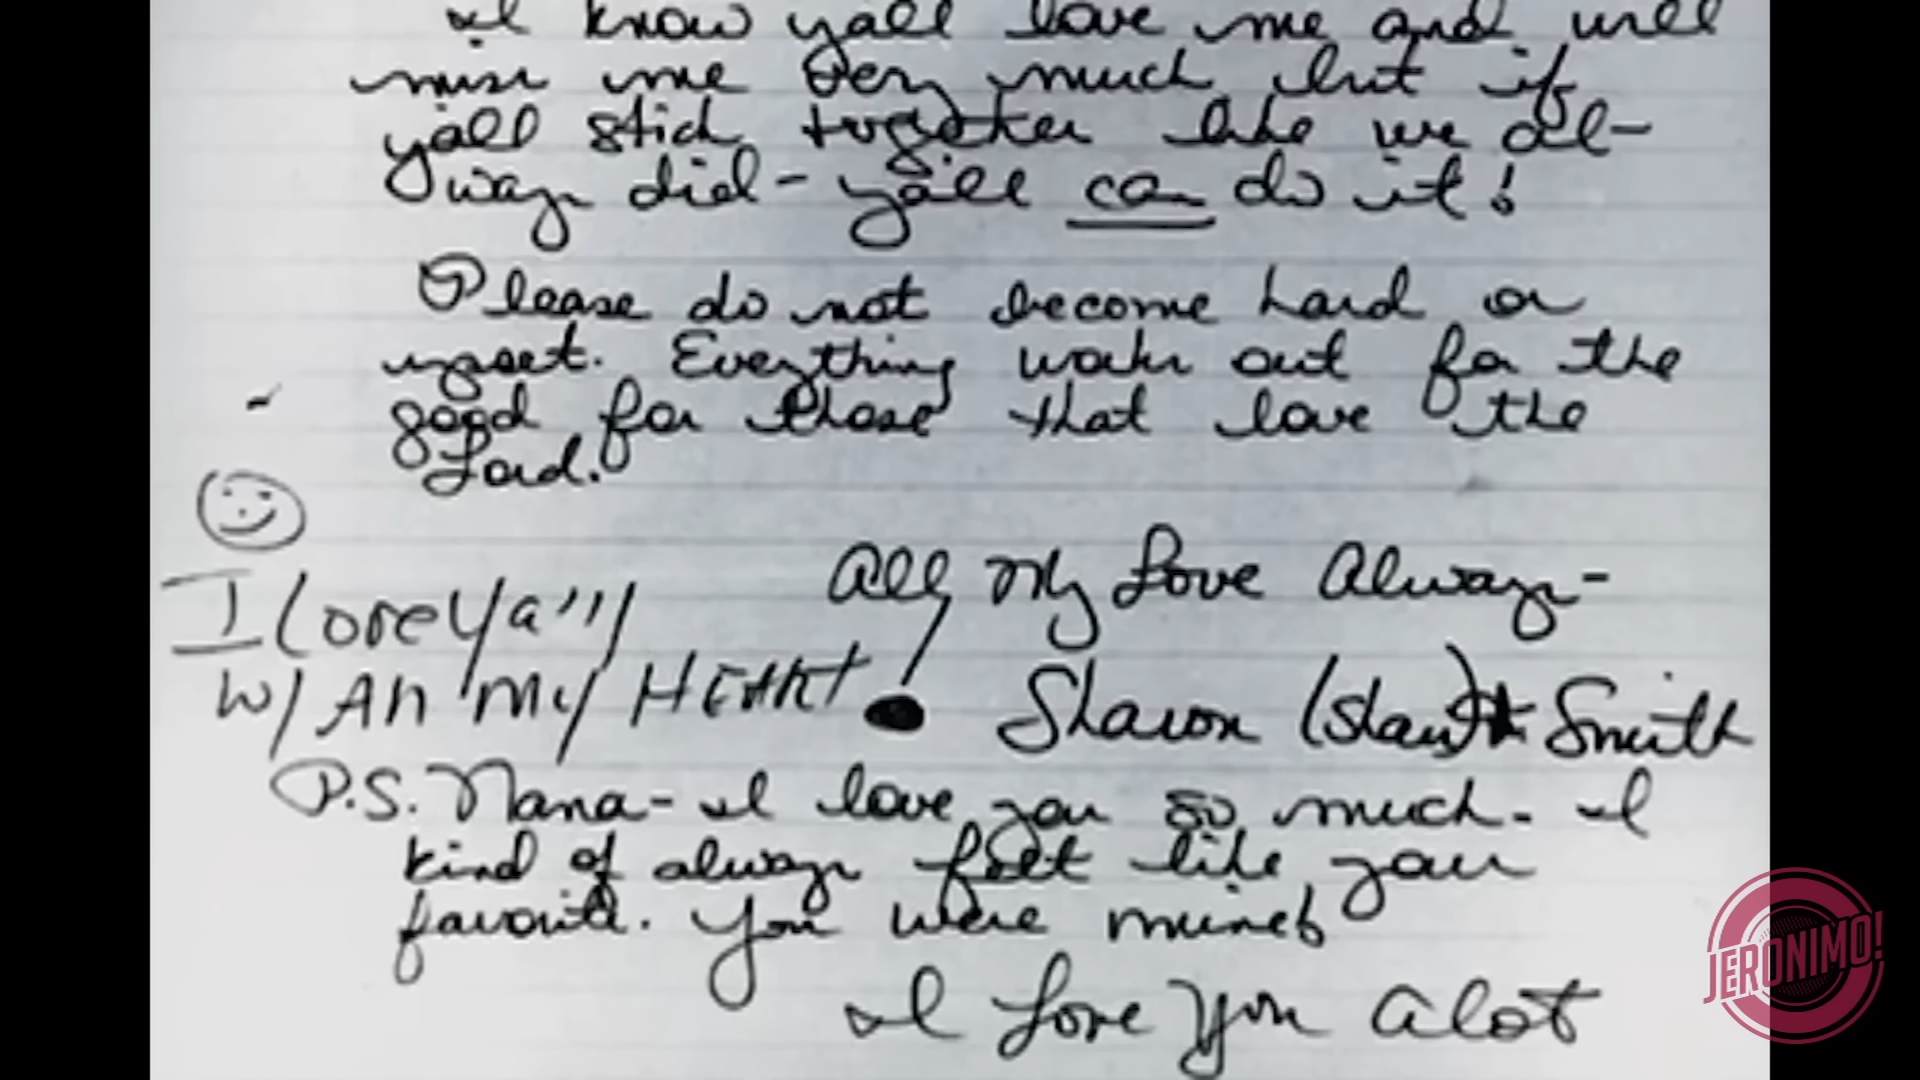 I know yall love me and will
miss me very much but if
yall stick together like we al-
ways did - ya'll can do it!
Please do not become hard or
upset. Everything works out for the
good for those that love the
Lord.
All My Love Always -
I Love Ya'll
w/ All My HEART!
Sharon (Shari) Smith
P.S. Nana - I love you so much. I
kind of always felt like your
favorite. You were mine!
I Love You Alot
JERONIMO!